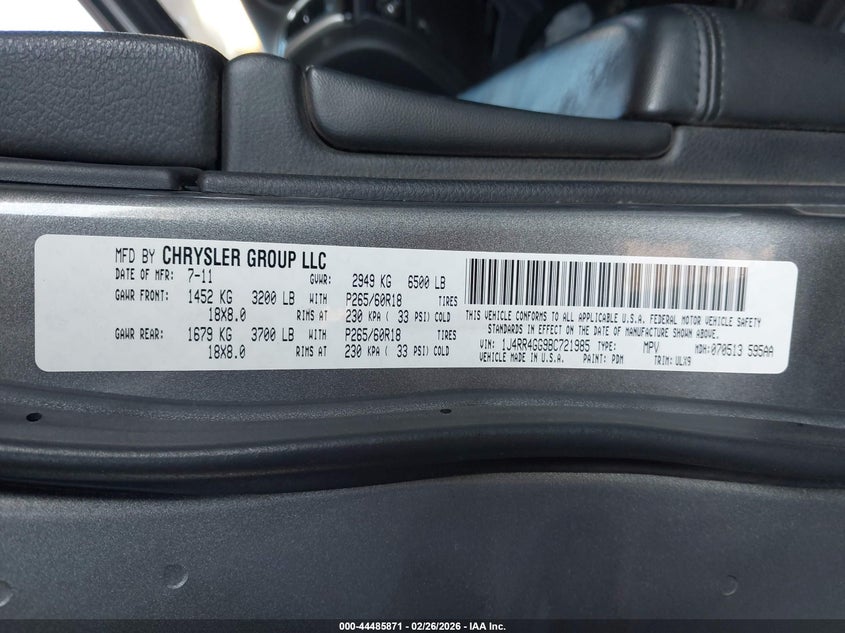 MFD BY CHRYSLER GROUP LLC
DATE OF MFR: 7-11 GVWR: 2949 KG 6500 LB
GAWR FRONT: 1452 KG 3200 LB WITH P265/60R18 TIRES
18X8.0 RIMS AT 230 KPA ( 33 PSI) COLD
GAWR REAR: 1679 KG 3700 LB WITH P265/60R18 TIRES
18X8.0 RIMS AT 230 KPA ( 33 PSI) COLD
THIS VEHICLE CONFORMS TO ALL APPLICABLE U.S.A. FEDERAL MOTOR VEHICLE SAFETY
STANDARDS IN EFFECT ON THE DATE OF MANUFACTURE SHOWN ABOVE.
VIN: 1J4RR4GG9BC721985 TYPE: MPV MDH: 070513 595AA
VEHICLE MADE IN U.S.A. PAINT: PDM TRIM: ULX9
000-44485871 | 02/26/2026 - IAA Inc.